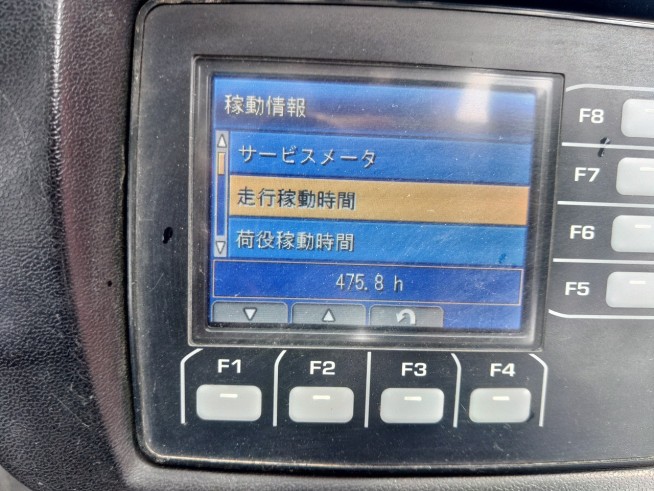 稼動情報
サービスメータ
走行稼動時間
荷役稼動時間
475.8 h
F1
F2
F3
F4
F8
F7
F6
F5